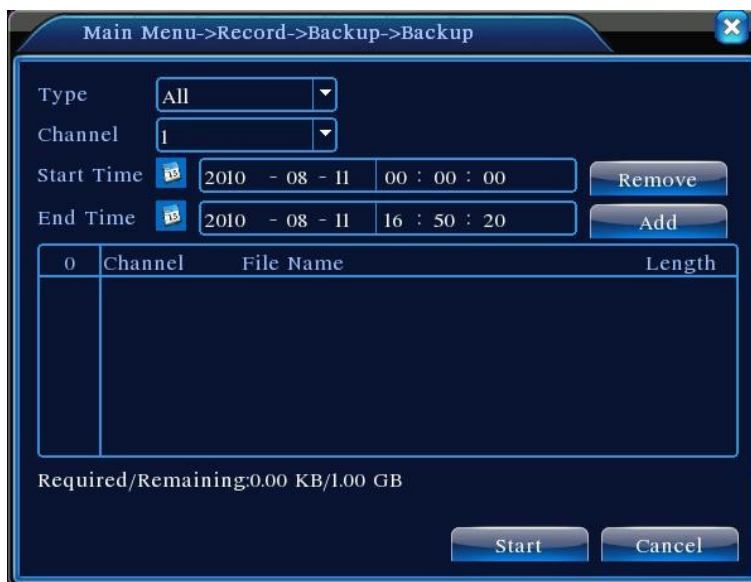 Main Menu->Record->Backup->Backup
Type All
Channel 1
Start Time 15 2010 - 08 - 11 00 : 00 : 00 Remove
End Time 15 2010 - 08 - 11 16 : 50 : 20 Add
0 Channel File Name Length
Required/Remaining:0.00 KB/1.00 GB
Start Cancel